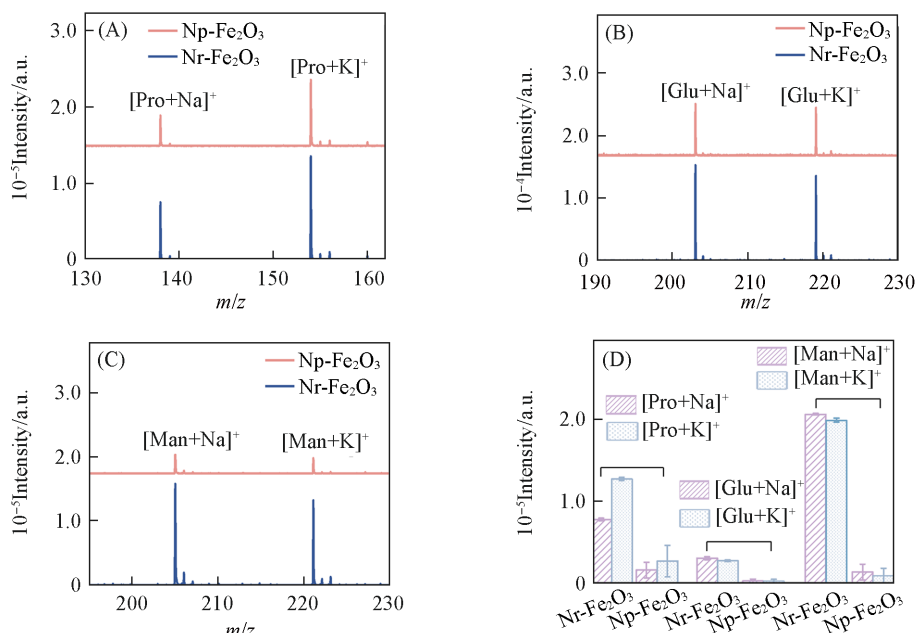 (A)
Np-Fe₂O₃
Nr-Fe₂O₃
[Pro+Na]⁺
[Pro+K]⁺
3.0
2.0
1.0
0
10⁻⁵Intensity/a.u.
130 140 150 160
m/z
(B)
Np-Fe₂O₃
Nr-Fe₂O₃
[Glu+Na]⁺
[Glu+K]⁺
3.0
2.0
1.0
0
10⁻⁴Intensity/a.u.
190 200 210 220 230
m/z
(C)
Np-Fe₂O₃
Nr-Fe₂O₃
[Man+Na]⁺
[Man+K]⁺
3.0
2.0
1.0
0
10⁻⁵Intensity/a.u.
200 210 220 230
m/z
(D)
[Man+Na]⁺
[Man+K]⁺
[Pro+Na]⁺
[Pro+K]⁺
[Glu+Na]⁺
[Glu+K]⁺
2.0
1.0
0
10⁻⁵Intensity/a.u.
Nr-Fe₂O₃ Np-Fe₂O₃ Nr-Fe₂O₃ Np-Fe₂O₃ Nr-Fe₂O₃ Np-Fe₂O₃